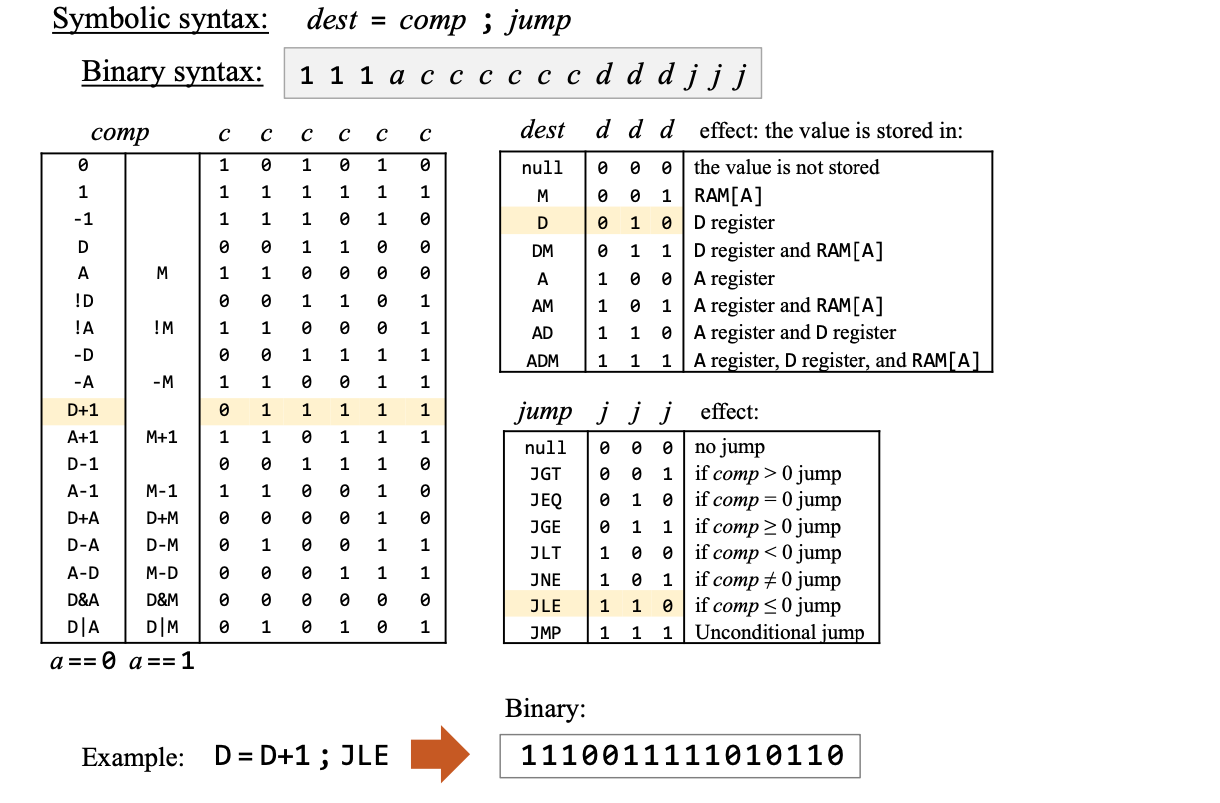 Symbolic syntax: dest = comp ; jump
Binary syntax: 1 1 1 a c c c c c c d d d j j j
comp c c c c c c
0 1 0 1 0 1 0
1 1 1 1 1 1 1
-1 1 1 1 0 1 0
D 0 0 1 1 0 0
A M 1 1 0 0 0 0
!D 0 0 1 1 0 1
!A !M 1 1 0 0 0 1
-D 0 0 1 1 1 1
-A -M 1 1 0 0 1 1
D+1 0 1 1 1 1 1
A+1 M+1 1 1 0 1 1 1
D-1 0 0 1 1 1 0
A-1 M-1 1 1 0 0 1 0
D+A D+M 0 0 0 0 1 0
D-A D-M 0 1 0 0 1 1
A-D M-D 0 0 0 1 1 1
D&A D&M 0 0 0 0 0 0
D|A D|M 0 1 0 1 0 1
a==0 a==1
dest d d d effect: the value is stored in:
null 0 0 0 the value is not stored
M 0 0 1 RAM[A]
D 0 1 0 D register
DM 0 1 1 D register and RAM[A]
A 1 0 0 A register
AM 1 0 1 A register and RAM[A]
AD 1 1 0 A register and D register
ADM 1 1 1 A register, D register, and RAM[A]
jump j j j effect:
null 0 0 0 no jump
JGT 0 0 1 if comp > 0 jump
JEQ 0 1 0 if comp = 0 jump
JGE 0 1 1 if comp ≥ 0 jump
JLT 1 0 0 if comp < 0 jump
JNE 1 0 1 if comp ≠ 0 jump
JLE 1 1 0 if comp ≤ 0 jump
JMP 1 1 1 Unconditional jump
Binary:
Example: D=D+1 ; JLE 1110011111010110